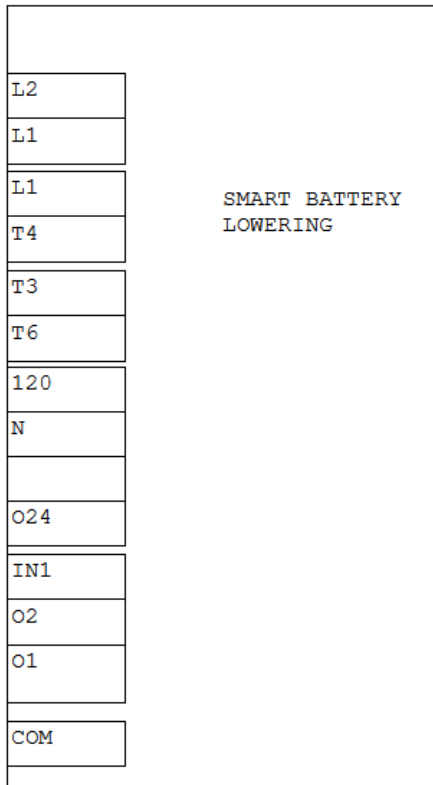 L2
L1
L1
SMART BATTERY
LOWERING
T4
T3
T6
120
N
O24
IN1
O2
O1
COM